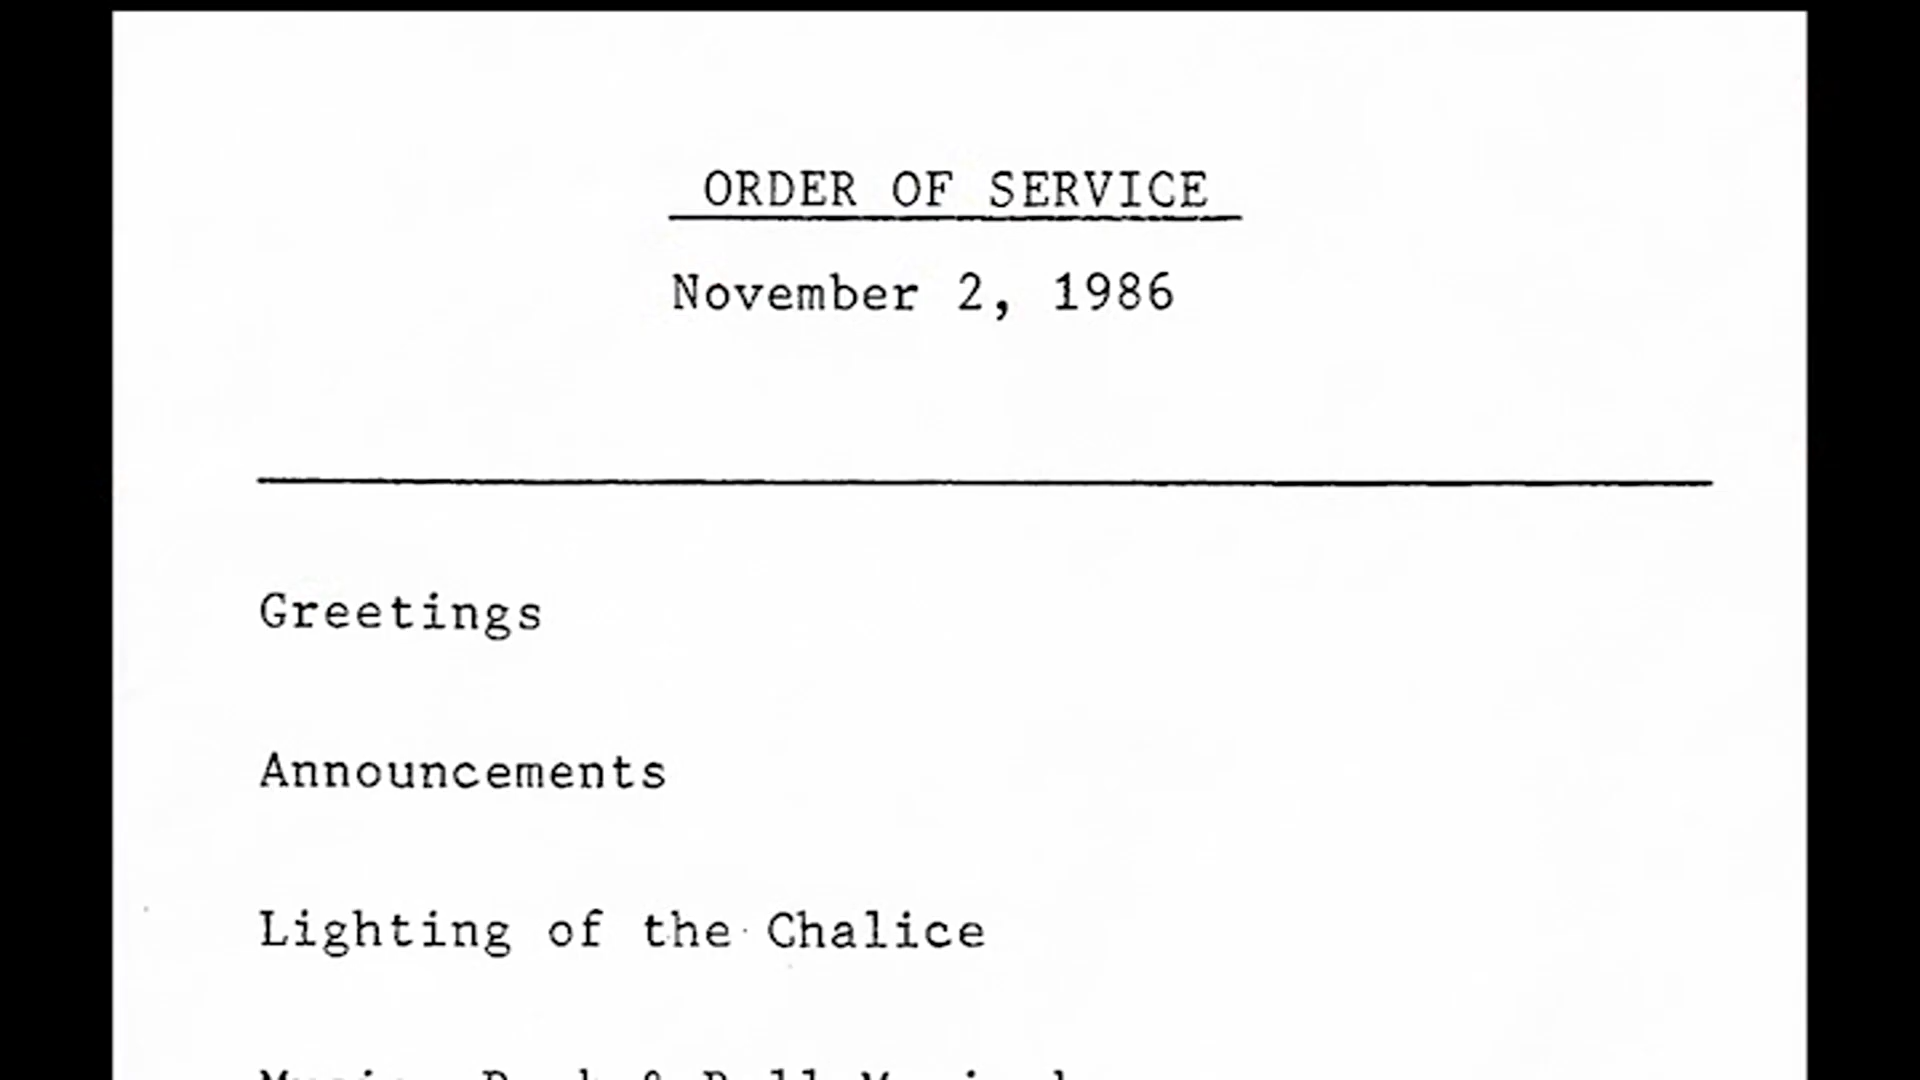 ORDER OF SERVICE
November 2, 1986
Greetings
Announcements
Lighting of the Chalice